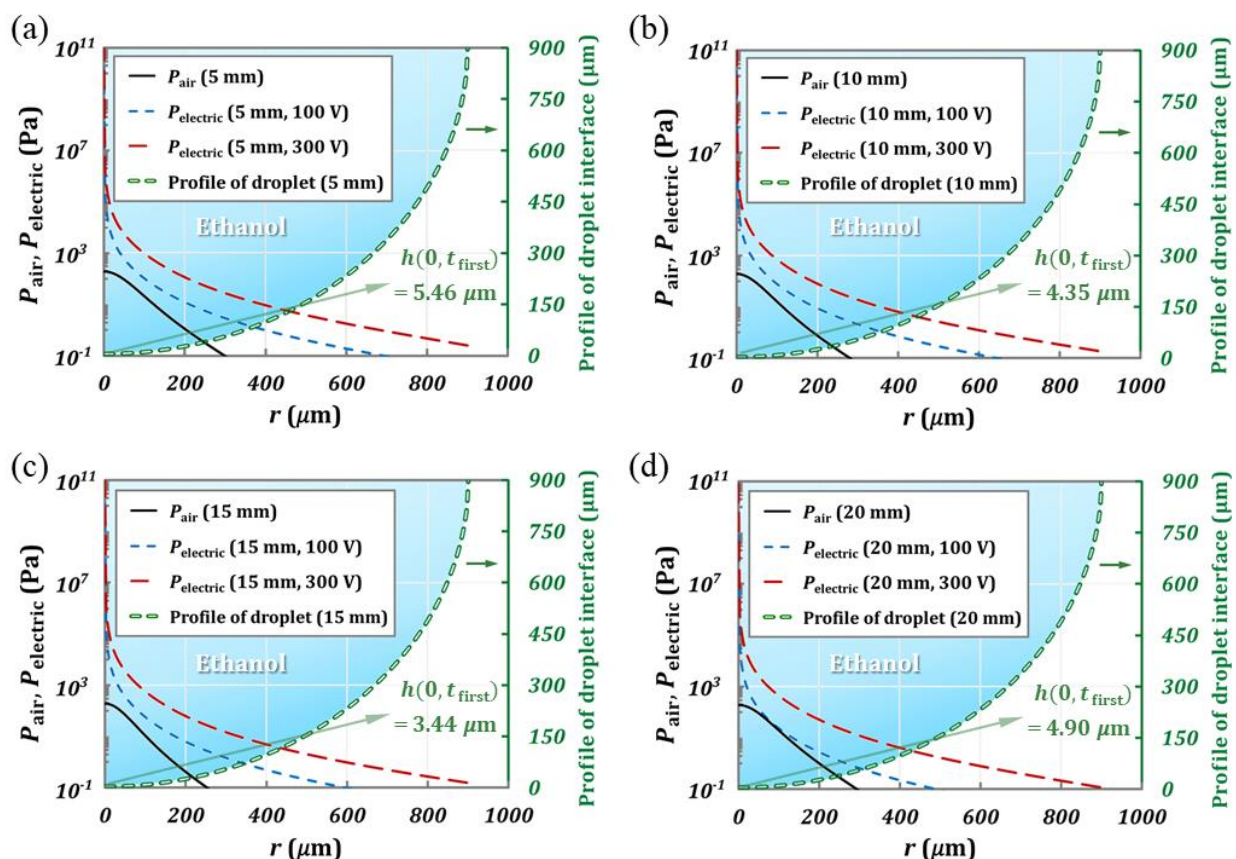 (a)
10^11
10^7
10^3
10^-1
P_air, P_electric (Pa)
P_air (5 mm)
P_electric (5 mm, 100 V)
P_electric (5 mm, 300 V)
Profile of droplet (5 mm)
Ethanol
h(0, t_first)
= 5.46 μm
0 200 400 600 800 1000
r (μm)
900
750
600
450
300
150
0
Profile of droplet interface (μm)
(b)
10^11
10^7
10^3
10^-1
P_air, P_electric (Pa)
P_air (10 mm)
P_electric (10 mm, 100 V)
P_electric (10 mm, 300 V)
Profile of droplet (10 mm)
Ethanol
h(0, t_first)
= 4.35 μm
0 200 400 600 800 1000
r (μm)
900
750
600
450
300
150
0
Profile of droplet interface (μm)
(c)
10^11
10^7
10^3
10^-1
P_air, P_electric (Pa)
P_air (15 mm)
P_electric (15 mm, 100 V)
P_electric (15 mm, 300 V)
Profile of droplet (15 mm)
Ethanol
h(0, t_first)
= 3.44 μm
0 200 400 600 800 1000
r (μm)
900
750
600
450
300
150
0
Profile of droplet interface (μm)
(d)
10^11
10^7
10^3
10^-1
P_air, P_electric (Pa)
P_air (20 mm)
P_electric (20 mm, 100 V)
P_electric (20 mm, 300 V)
Profile of droplet (20 mm)
Ethanol
h(0, t_first)
= 4.90 μm
0 200 400 600 800 1000
r (μm)
900
750
600
450
300
150
0
Profile of droplet interface (μm)